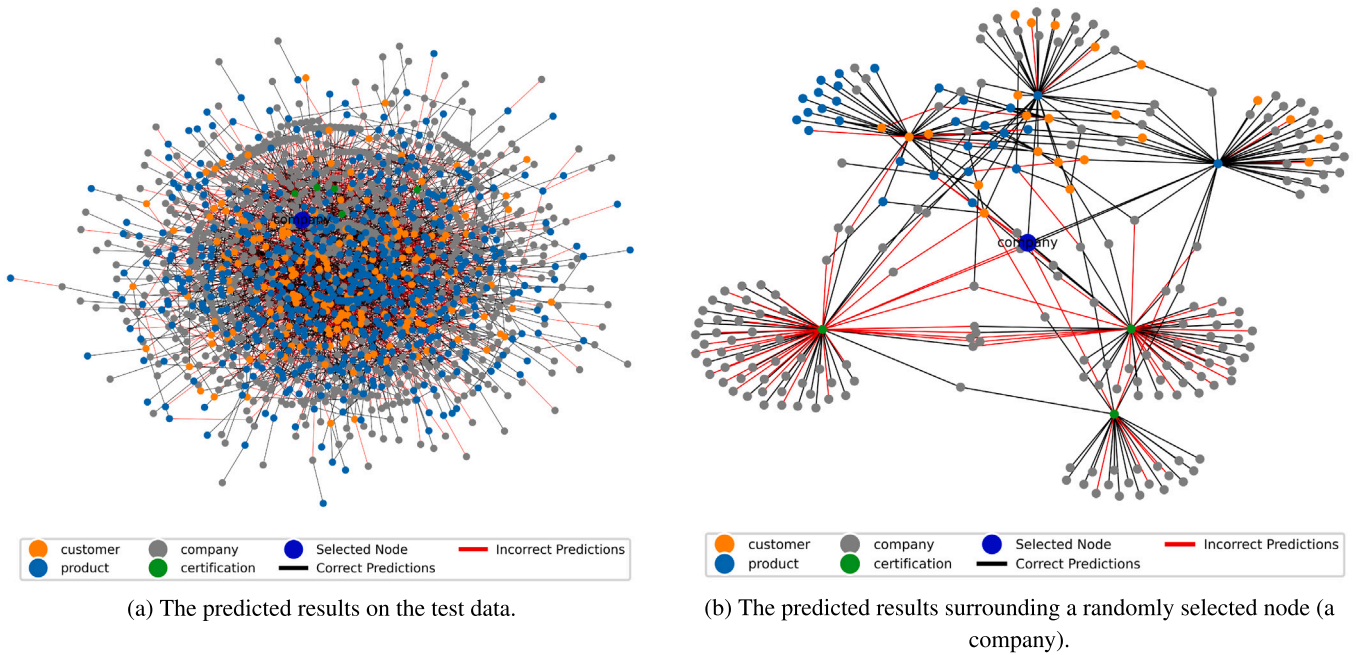 company
customer
company
Selected Node
Incorrect Predictions
product
certification
Correct Predictions
(a) The predicted results on the test data.
company
customer
company
Selected Node
Incorrect Predictions
product
certification
Correct Predictions
(b) The predicted results surrounding a randomly selected node (a
company).